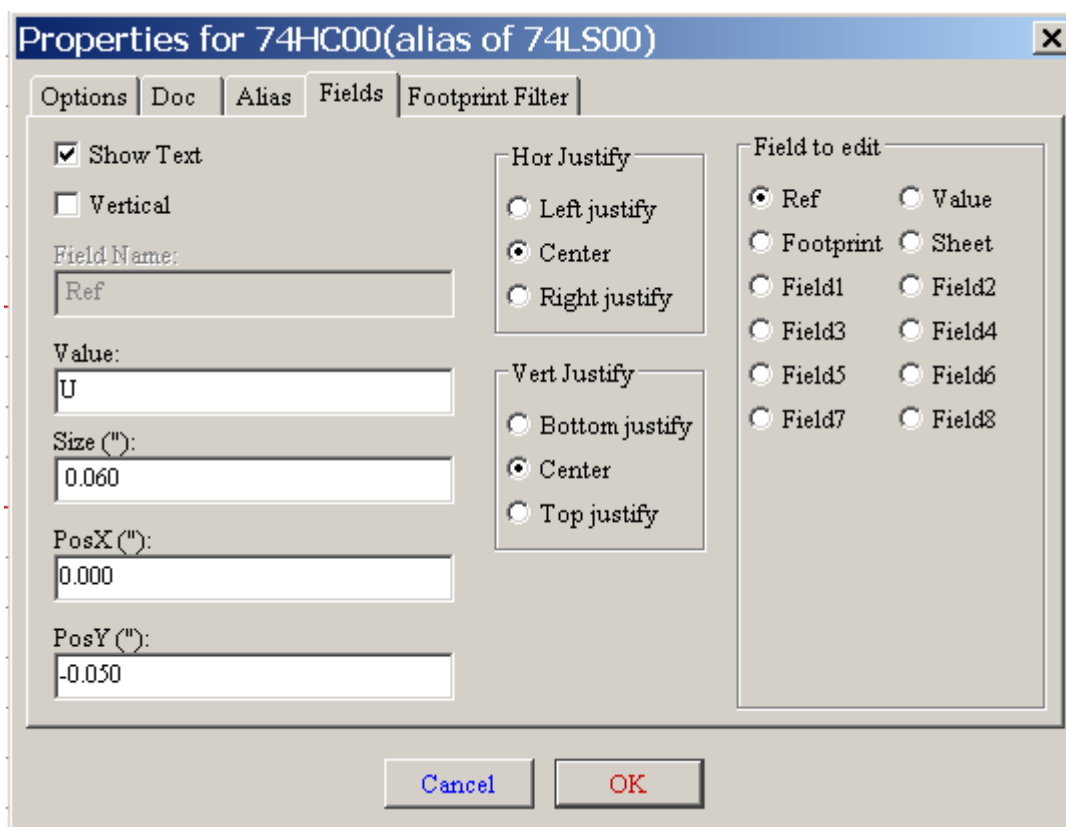 Properties for 74HC00(alias of 74LS00)
Options Doc Alias Fields Footprint Filter
Show Text
Vertical
Field Name:
Ref
Value:
U
Size ("):
0.060
PosX ("):
0.000
PosY ("):
-0.050
Hor Justify
Left justify
Center
Right justify
Vert Justify
Bottom justify
Center
Top justify
Field to edit
Ref Value
Footprint Sheet
Field1 Field2
Field3 Field4
Field5 Field6
Field7 Field8
Cancel OK